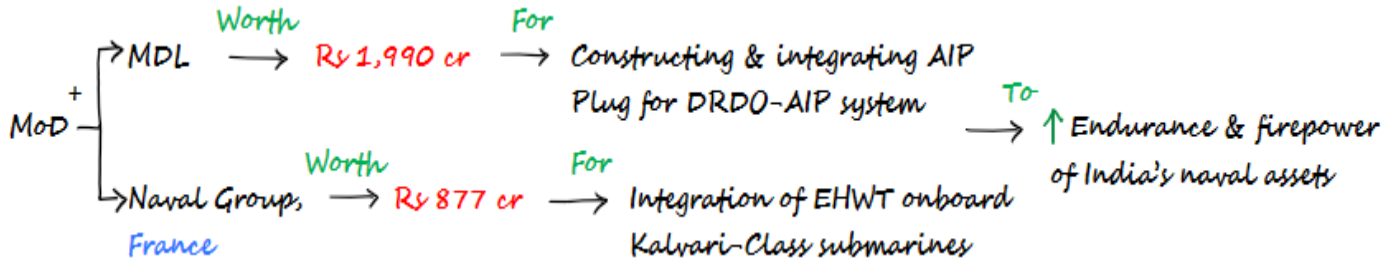 Worth
For
MDL → Rs 1,990 cr → Constructing & integrating AIP
Plug for DRDO-AIP system
+
MoD
To
→ ↑ Endurance & firepower
of India's naval assets
Worth
For
Naval Group, → Rs 877 cr → Integration of EHWT onboard
France
Kalvari-Class submarines